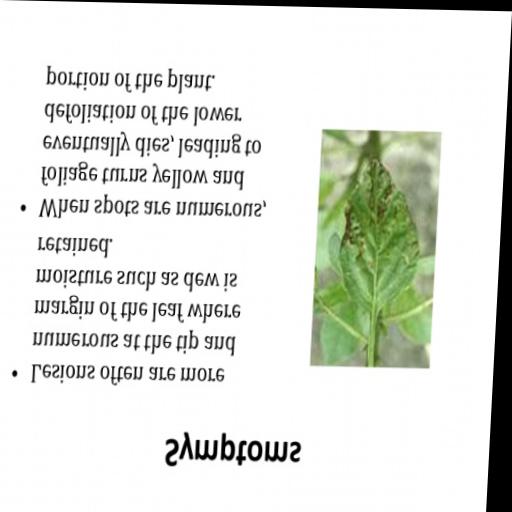 Symptoms
• Lesions often are more
numerous at the tip and
margin of the leaf where
moisture such as dew is
retained.
• When spots are numerous,
foliage turns yellow and
eventually dies, leading to
defoliation of the lower
portion of the plant.